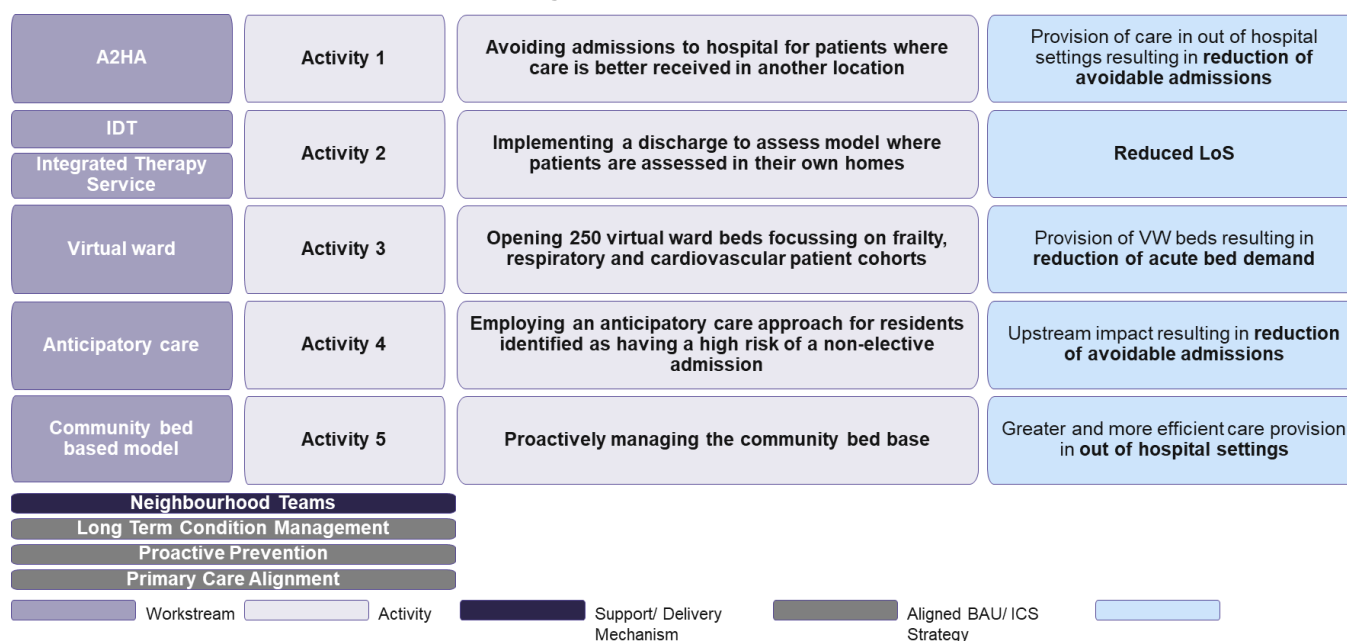 A2HA
Activity 1
Avoiding admissions to hospital for patients where
care is better received in another location
Provision of care in out of hospital
settings resulting in reduction of
avoidable admissions
IDT
Integrated Therapy
Service
Activity 2
Implementing a discharge to assess model where
patients are assessed in their own homes
Reduced LoS
Virtual ward
Activity 3
Opening 250 virtual ward beds focussing on frailty,
respiratory and cardiovascular patient cohorts
Provision of VW beds resulting in
reduction of acute bed demand
Anticipatory care
Activity 4
Employing an anticipatory care approach for residents
identified as having a high risk of a non-elective
admission
Upstream impact resulting in reduction
of avoidable admissions
Community bed
based model
Activity 5
Proactively managing the community bed base
Greater and more efficient care provision
in out of hospital settings
Neighbourhood Teams
Long Term Condition Management
Proactive Prevention
Primary Care Alignment
Workstream
Activity
Support/ Delivery
Mechanism
Aligned BAU/ ICS
Strategy